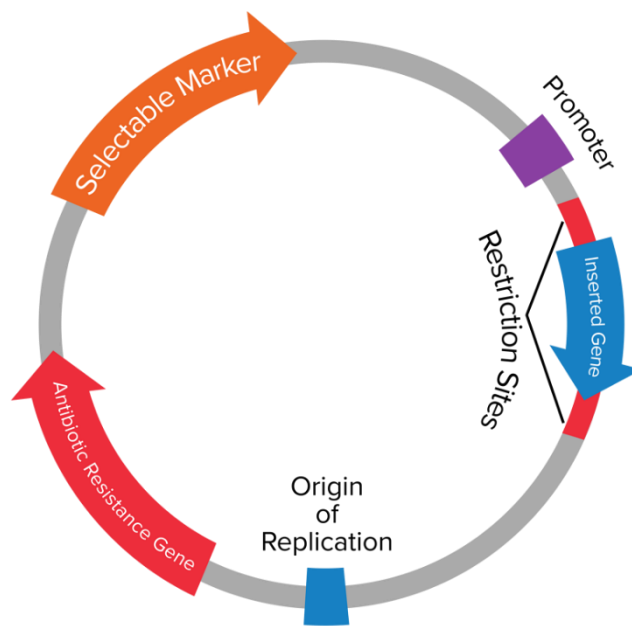 Selectable Marker
Promoter
Restriction Sites
Inserted Gene
Antibiotic Resistance Gene
Origin
of
Replication